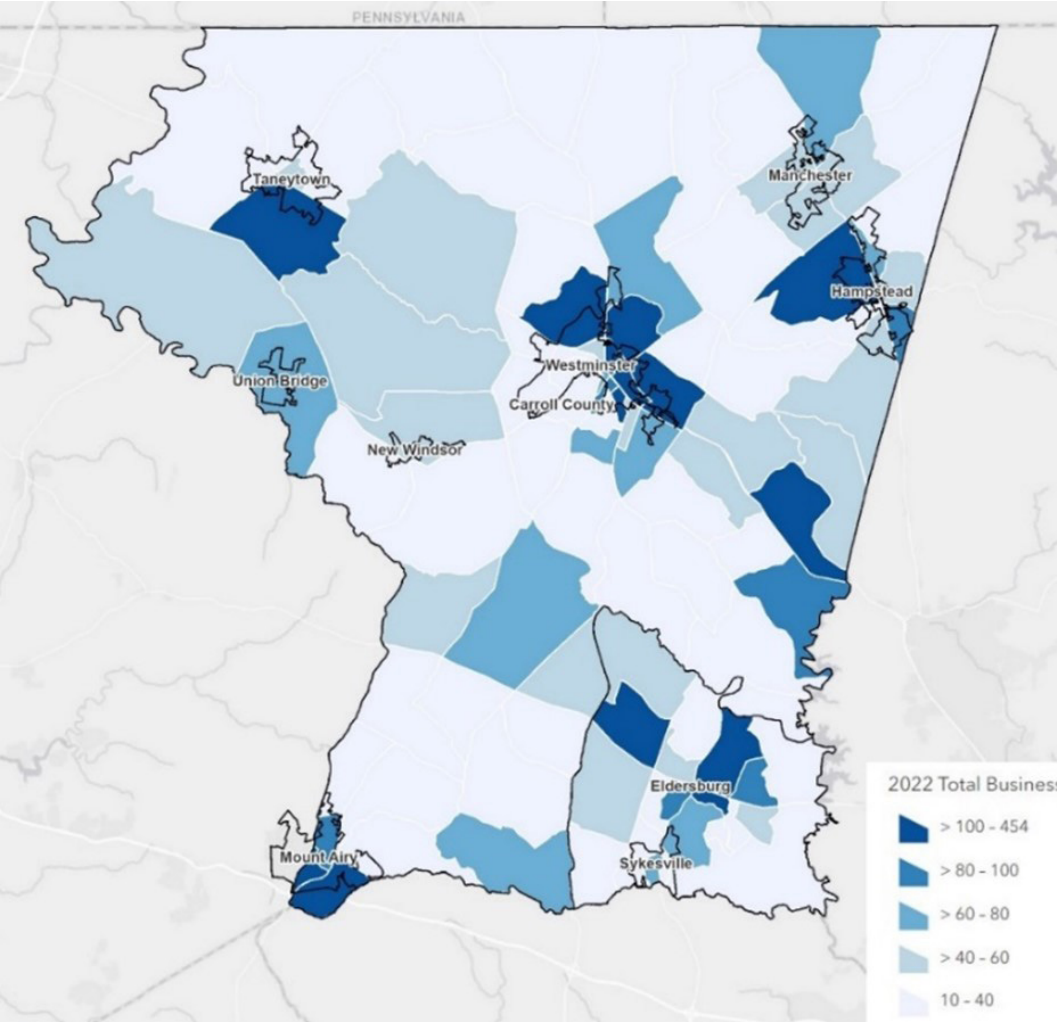 PENNSYLVANIA
Taneytown
Manchester
Hampstead
Westminster
Union Bridge
Carroll County
New Windsor
Eldersburg
Mount Airy
Sykesville
2022 Total Business
> 100 - 454
> 80 - 100
> 60 - 80
> 40 - 60
10 - 40